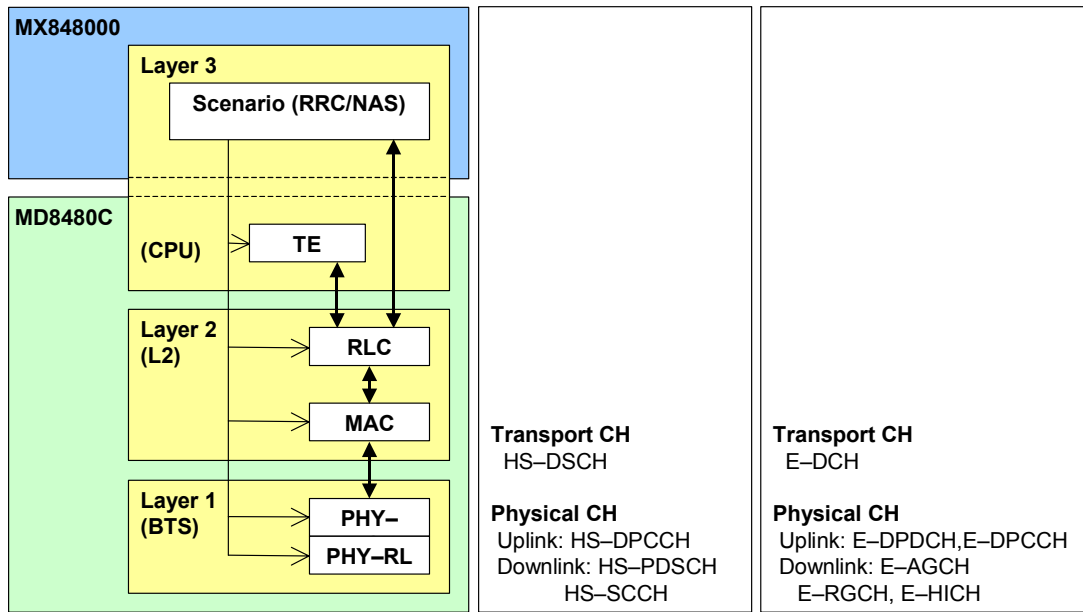 MX848000
Layer 3
Scenario (RRC/NAS)
MD8480C
(CPU)
TE
Layer 2
(L2)
RLC
MAC
Layer 1
(BTS)
PHY–
PHY–RL
Transport CH
HS–DSCH
Physical CH
Uplink: HS–DPCCH
Downlink: HS–PDSCH
HS–SCCH
Transport CH
E–DCH
Physical CH
Uplink: E–DPDCH,E–DPCCH
Downlink: E–AGCH
E–RGCH, E–HICH